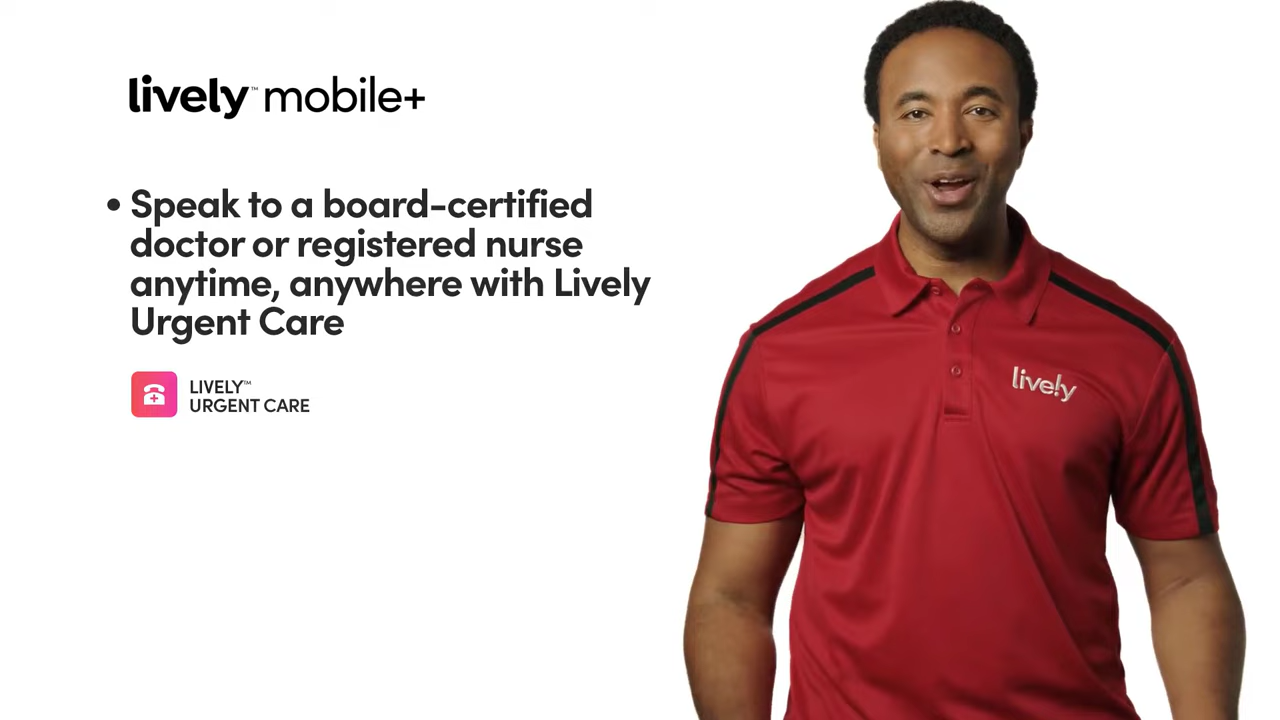 lively™ mobile+
• Speak to a board-certified
doctor or registered nurse
anytime, anywhere with Lively
Urgent Care
LIVELY™
URGENT CARE
lively